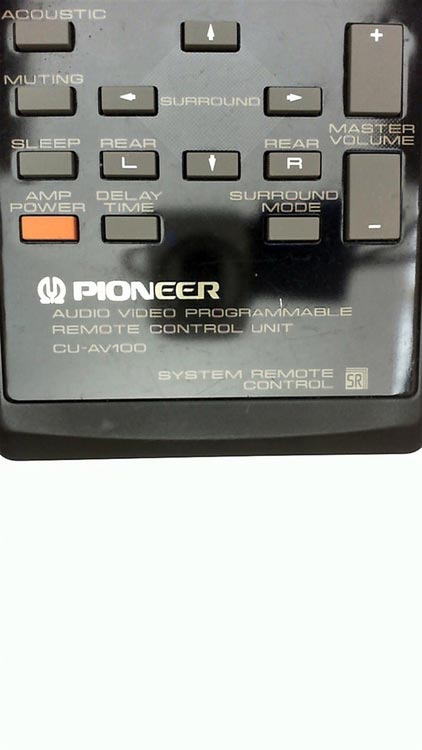 ACOUSTIC
+
MUTING
SURROUND
MASTER
VOLUME
SLEEP
REAR
REAR
L
R
AMP
POWER
DELAY
TIME
SURROUND
MODE
-
PIONEER
AUDIO VIDEO PROGRAMMABLE
REMOTE CONTROL UNIT
CU-AV100
SYSTEM REMOTE
CONTROL
SR